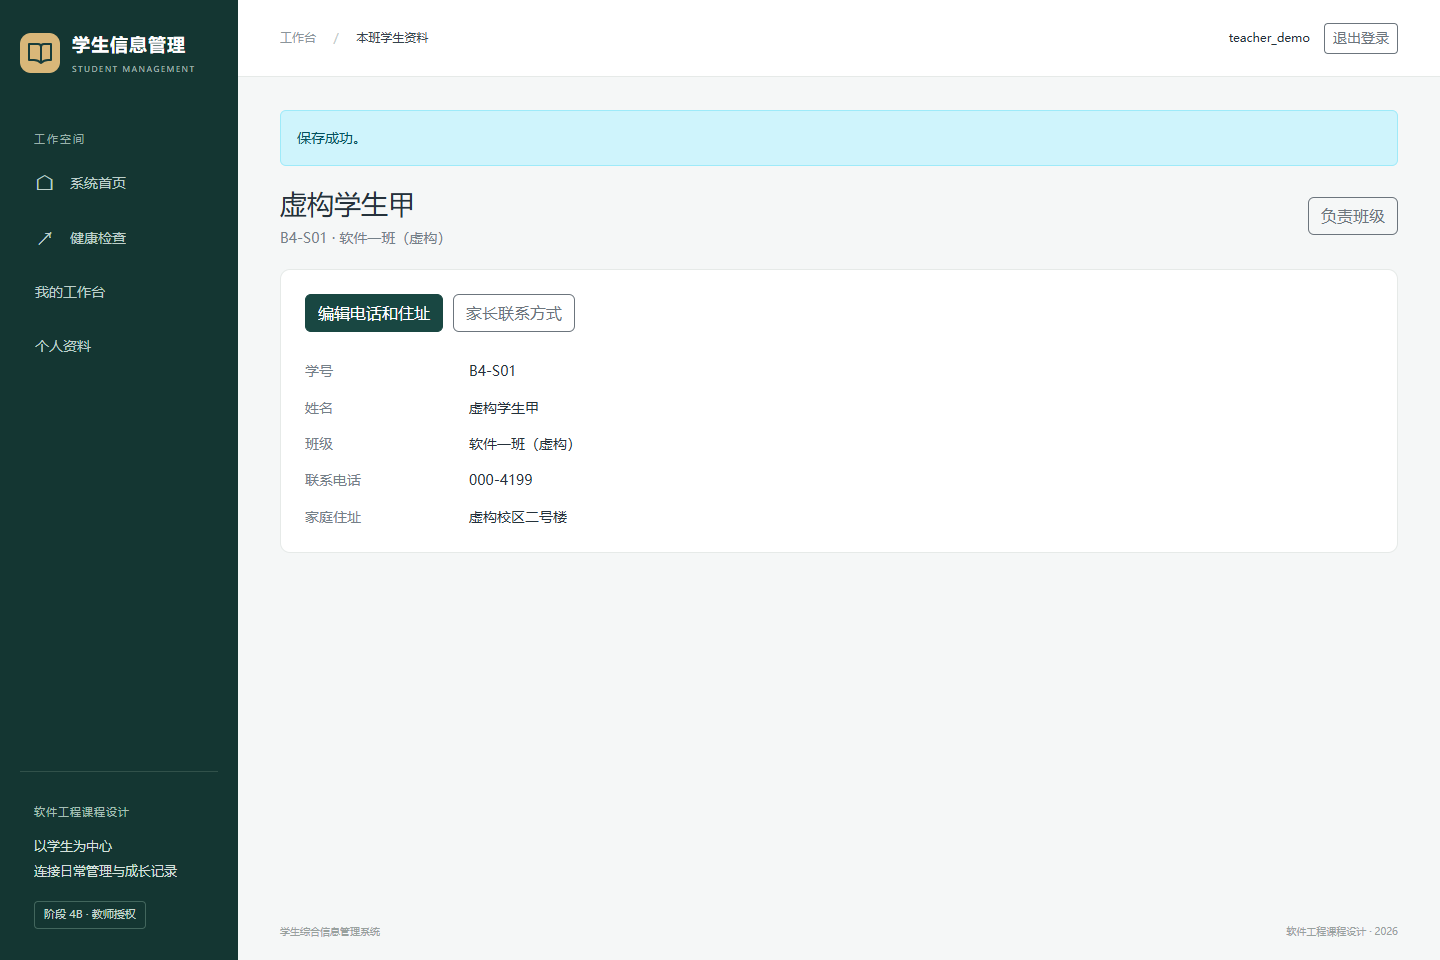 学生信息管理
STUDENT MANAGEMENT
工作空间
系统首页
健康检查
我的工作台
个人资料
软件工程课程设计
以学生为中心
连接日常管理与成长记录
阶段 4B · 教师授权
工作台 / 本班学生资料
teacher_demo 退出登录
保存成功。
虚构学生甲
B4-S01 · 软件一班（虚构）
负责班级
编辑电话和住址 家长联系方式
学号 B4-S01
姓名 虚构学生甲
班级 软件一班（虚构）
联系电话 000-4199
家庭住址 虚构校区二号楼
学生综合信息管理系统 软件工程课程设计 · 2026